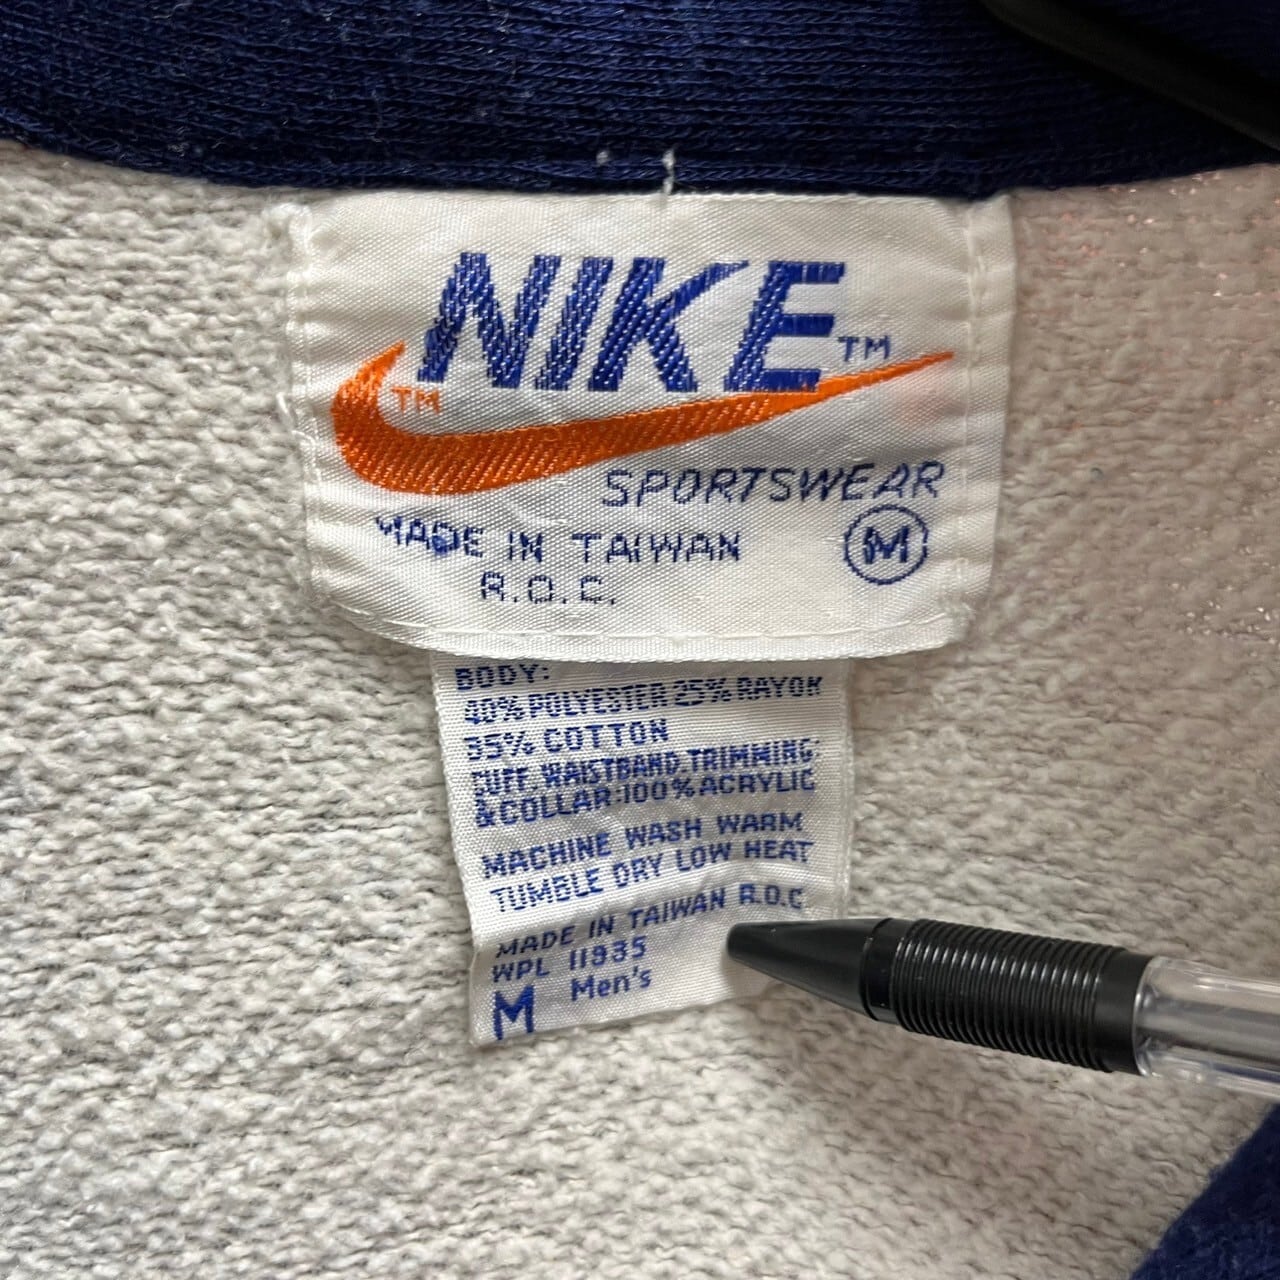 NIKE™
™
SPORTSWEAR
MADE IN TAIWAN
R.O.C.
M
BODY:
40% POLYESTER 25% RAYON
35% COTTON
CUFF. WAISTBAND. TRIMMING:
& COLLAR:100% ACRYLIC
MACHINE WASH WARM
TUMBLE DRY LOW HEAT
MADE IN TAIWAN R.O.C
WPL 11935
M Men's